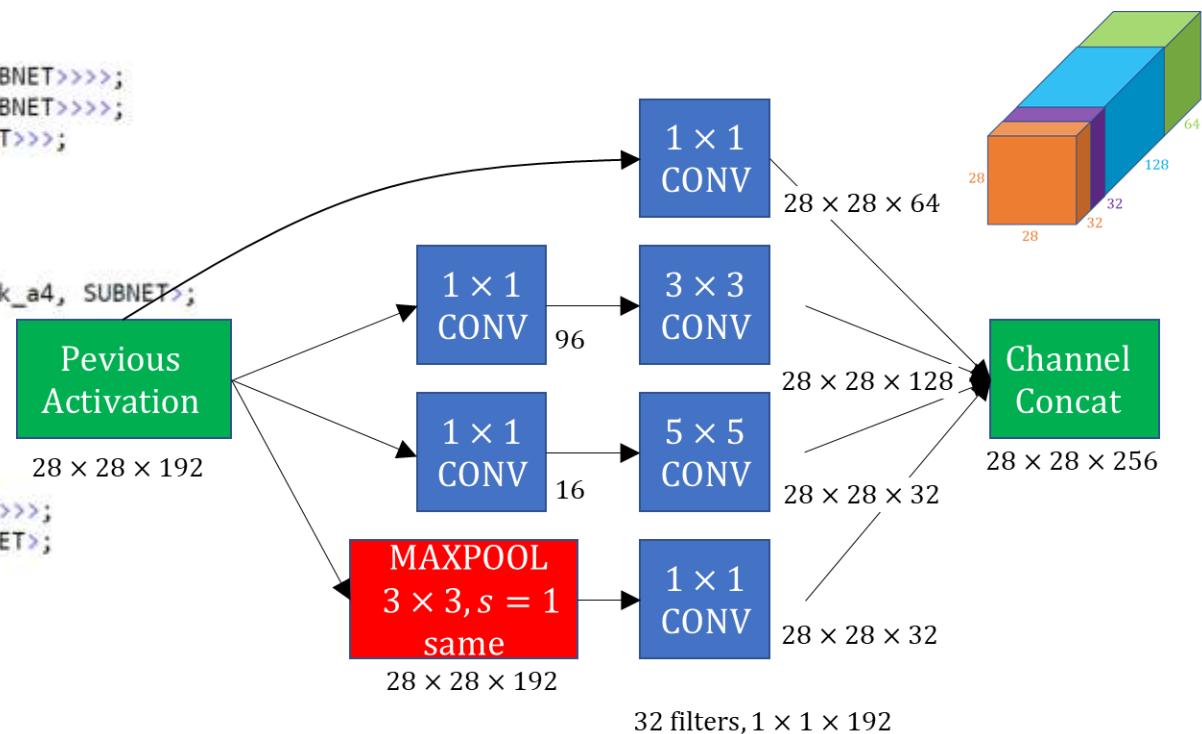 BNET>>>>;
BNET>>>>;
T>>>;
k_a4, SUBNET>;
>>>;
ET>;
Pevious
Activation
28 × 28 × 192
1 × 1
CONV
28 × 28 × 64
1 × 1
CONV
96
3 × 3
CONV
28 × 28 × 128
1 × 1
CONV
16
5 × 5
CONV
28 × 28 × 32
MAXPOOL
3 × 3, s = 1
same
28 × 28 × 192
1 × 1
CONV
28 × 28 × 32
32 filters, 1 × 1 × 192
Channel
Concat
28 × 28 × 256
28
28
32
32
128
64